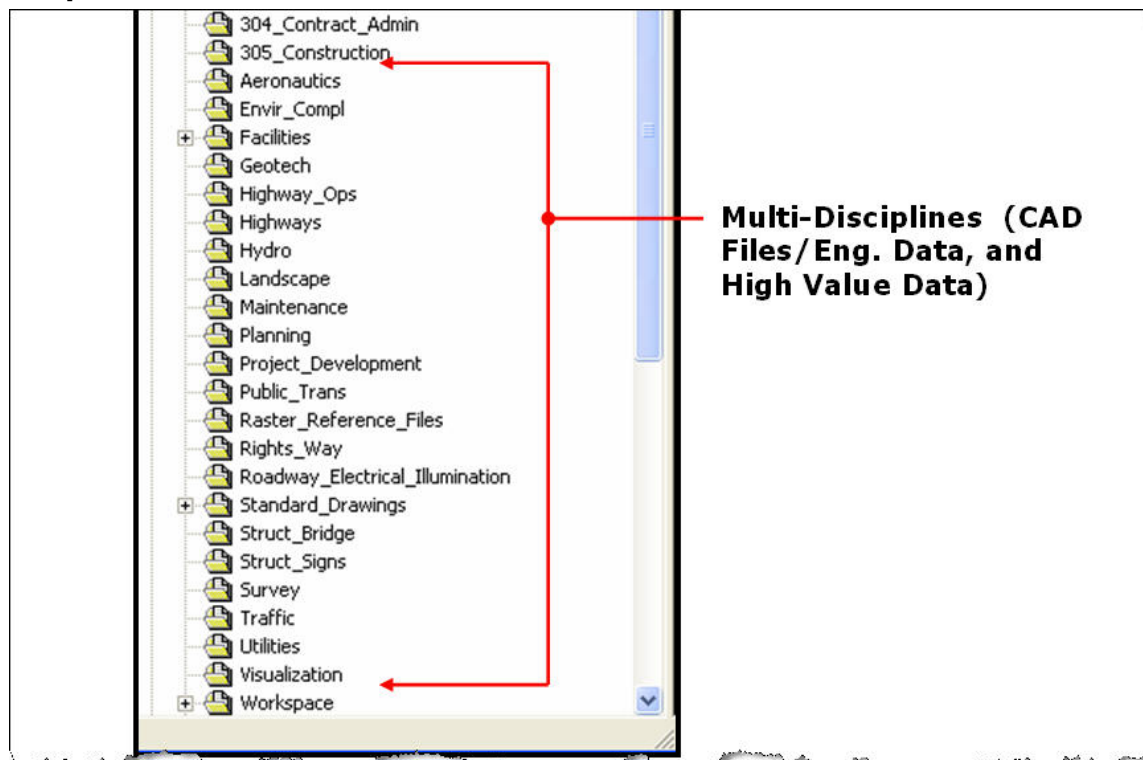 304_Contract_Admin
305_Construction
Aeronautics
Envir_Compl
Facilities
Geotech
Highway_Ops
Highways
Hydro
Landscape
Maintenance
Planning
Project_Development
Public_Trans
Raster_Reference_Files
Rights_Way
Roadway_Electrical_Illumination
Standard_Drawings
Struct_Bridge
Struct_Signs
Survey
Traffic
Utilities
Visualization
Workspace
Multi-Disciplines (CAD
Files/Eng. Data, and
High Value Data)